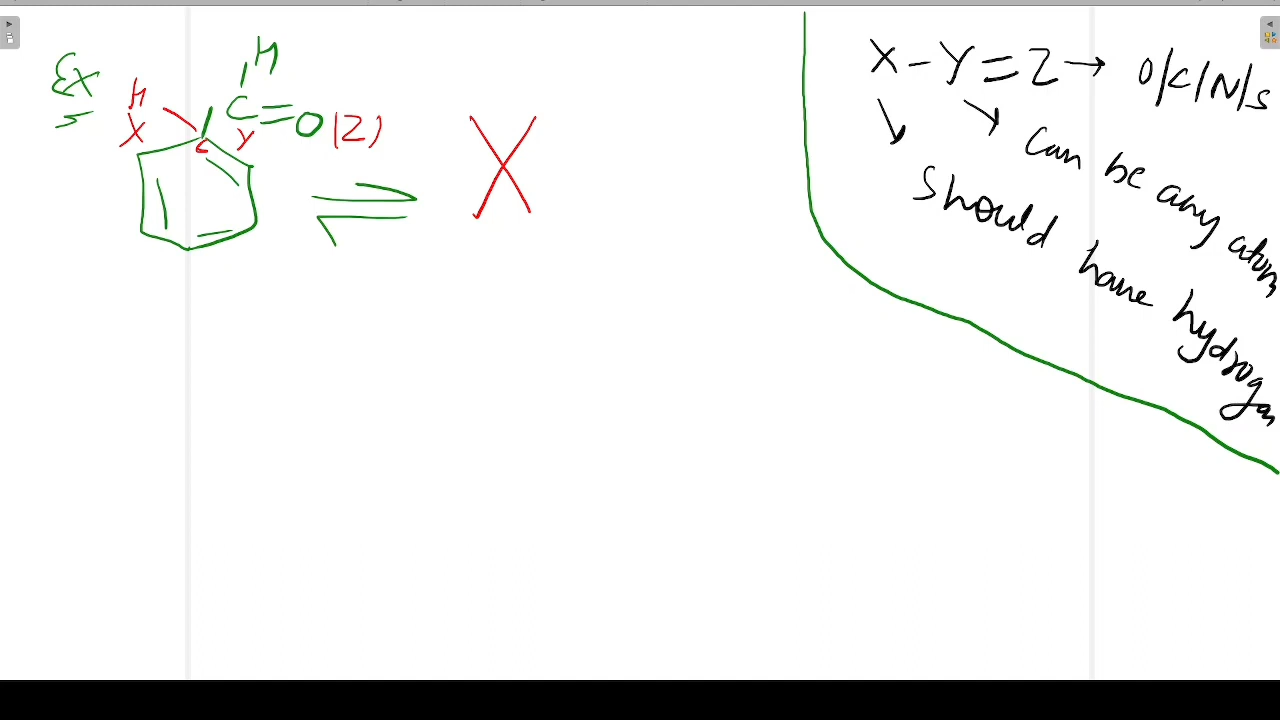 Ex
H
C = O (Z)
H
X
C
Y
X
X - Y = Z → O/C/N/S
can be any atom
should have hydrogen